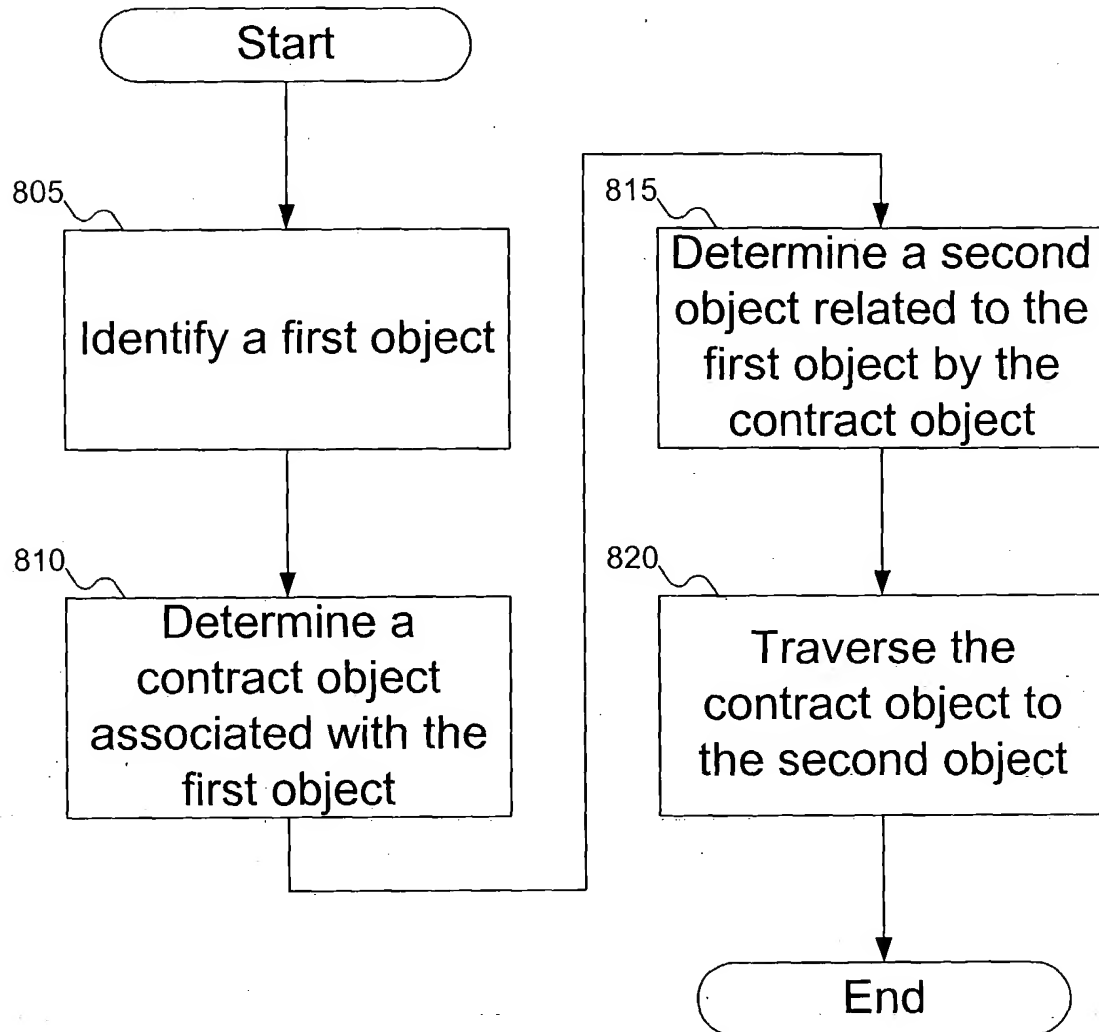 Start
805
Identify a first object
810
Determine a
contract object
associated with the
first object
815
Determine a second
object related to the
first object by the
contract object
820
Traverse the
contract object to
the second object
End